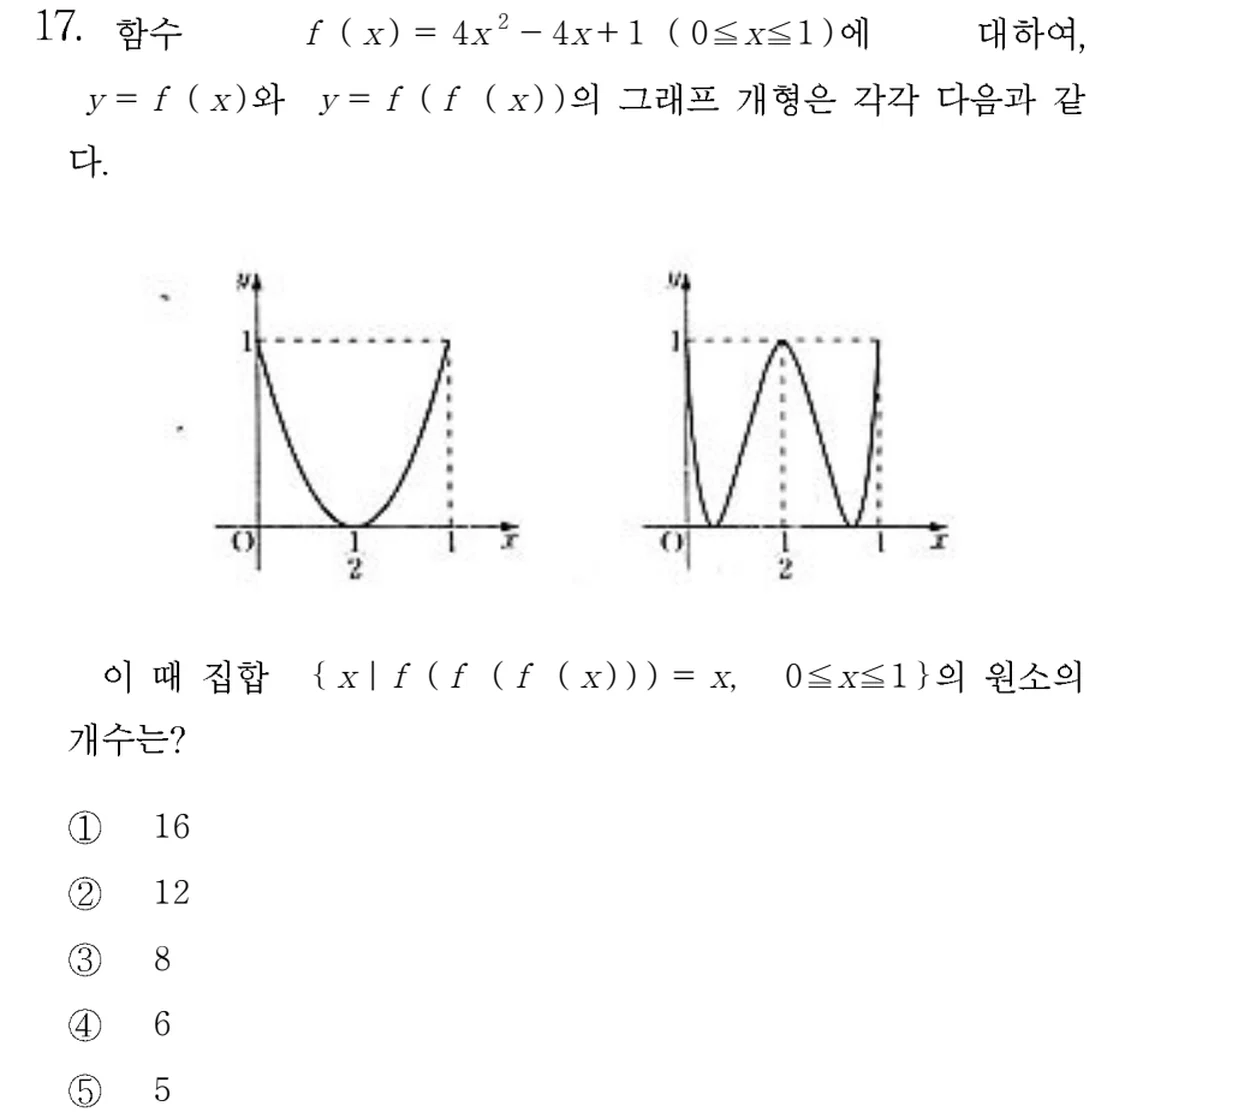 17. 함수 f ( x) = 4x² − 4x+1 ( 0≦x≦1)에 대하여,
y= f ( x)와 y= f ( f ( x))의 그래프 개형은 각각 다음과 같
다.
y y
1 1
O 1/2 1 x O 1/2 1 x
이 때 집합 { x| f ( f ( f ( x))) = x, 0≦x≦1}의 원소의
개수는?
① 16
② 12
③ 8
④ 6
⑤ 5